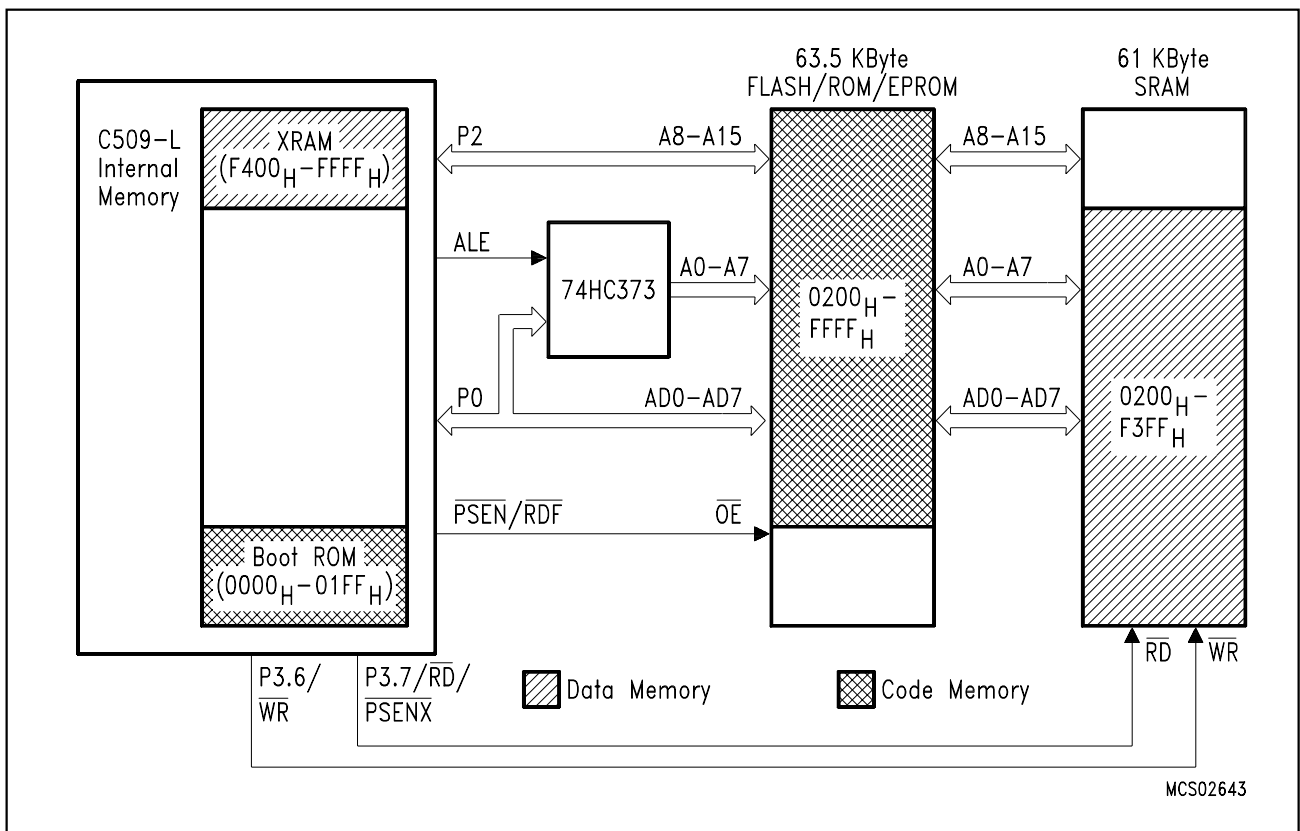 63.5 KByte
FLASH/ROM/EPROM
61 KByte
SRAM
C509-L
Internal
Memory
XRAM
(F400H-FFFFH)
P2
A8-A15
A8-A15
ALE
74HC373
A0-A7
A0-A7
0200H-
FFFFH
P0
AD0-AD7
AD0-AD7
0200H-
F3FFH
PSEN/RDF
OE
Boot ROM
(0000H-01FFH)
RD
WR
P3.6/
WR
P3.7/RD/
PSENX
Data Memory
Code Memory
MCS02643